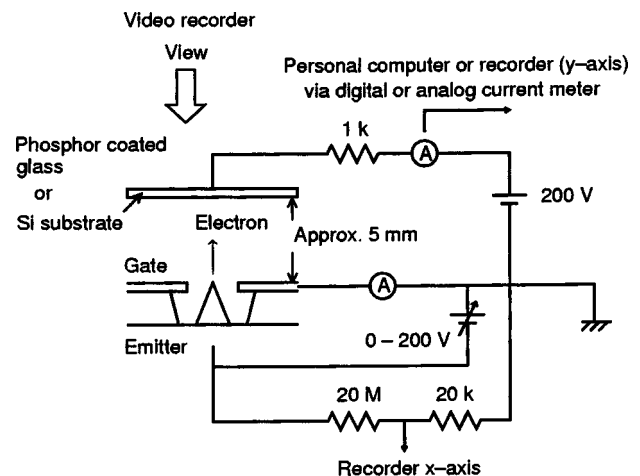 Video recorder
View
Personal computer or recorder (y–axis)
via digital or analog current meter
Phosphor coated
glass
or
Si substrate
1 k
A
200 V
Electron
Approx. 5 mm
Gate
A
Emitter
0 – 200 V
20 M
20 k
Recorder x–axis